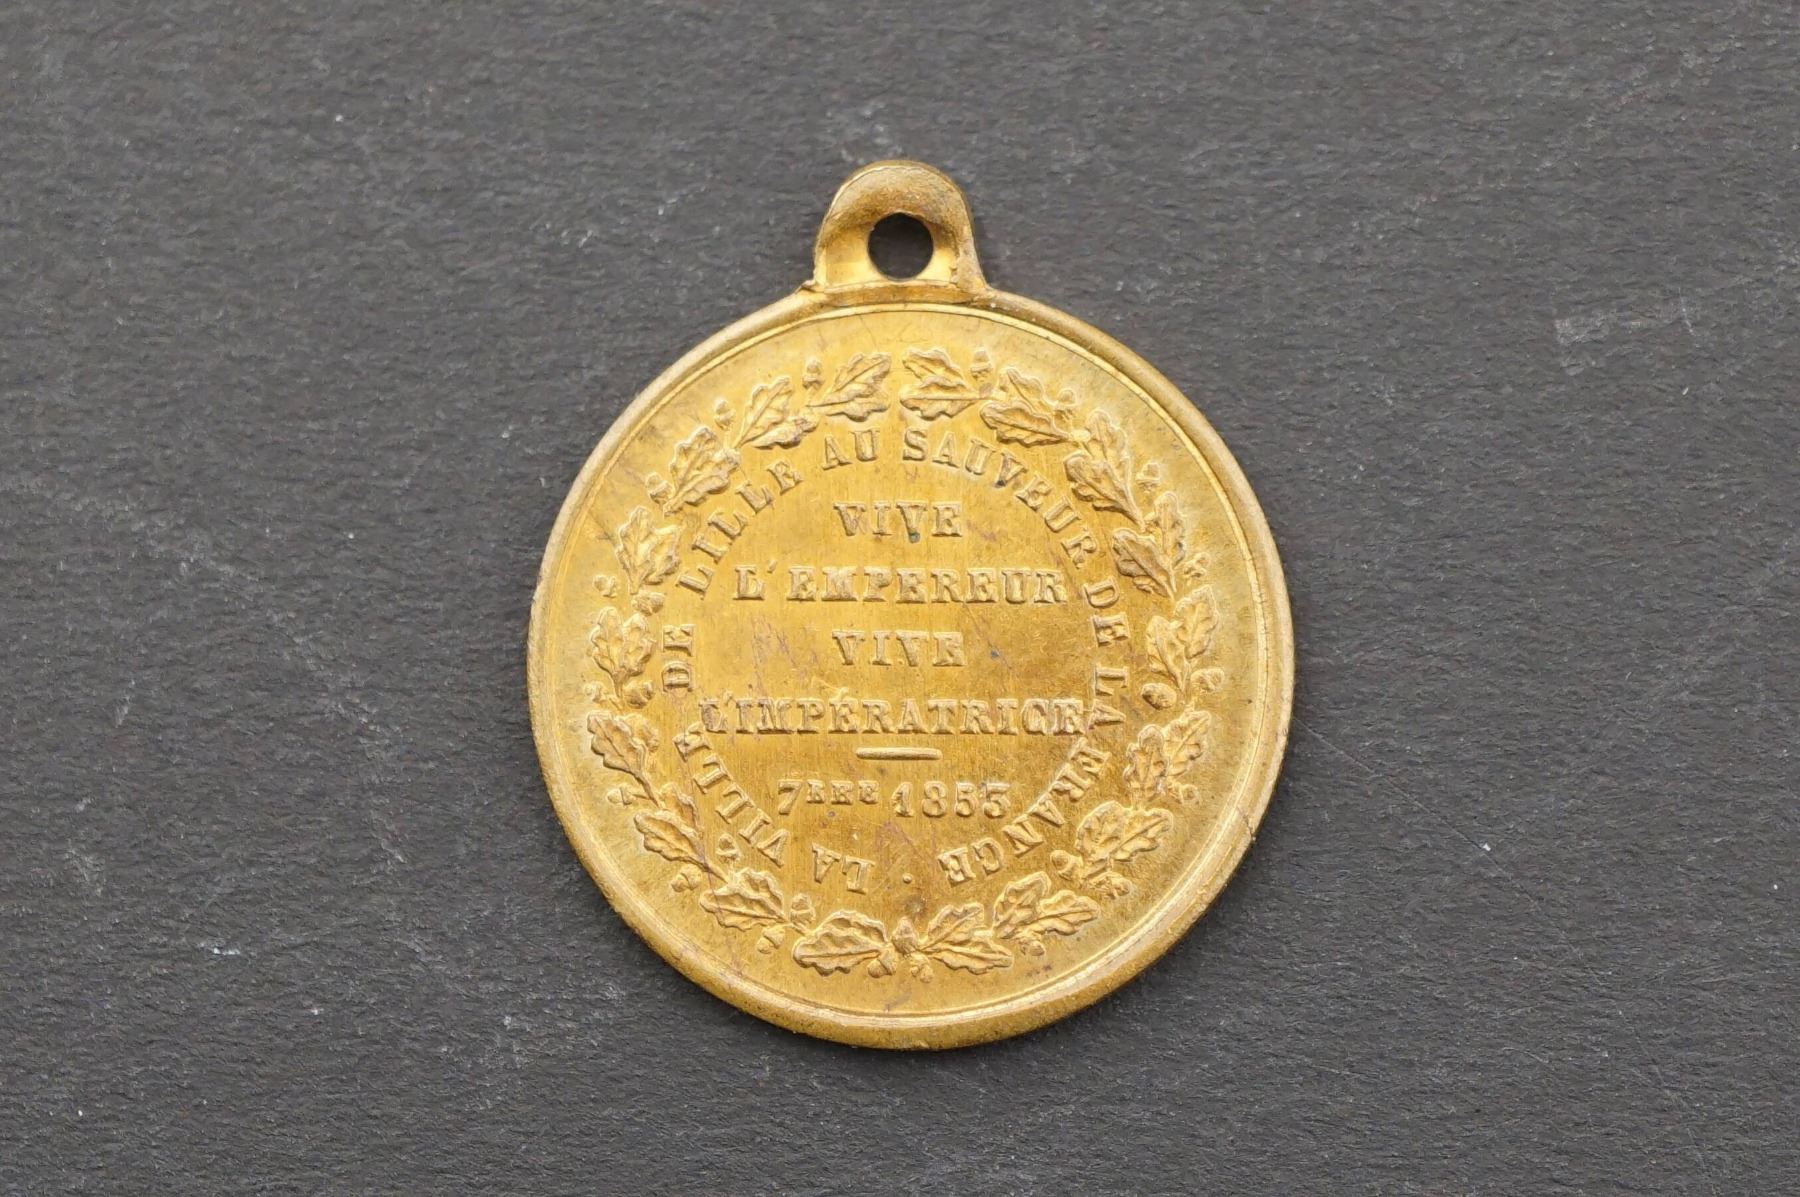 LA VILLE DE LILLE AU SAUVEUR DE LA FRANCE .
VIVE
L'EMPEREUR
VIVE
L'IMPÉRATRICE
7BRE 1853